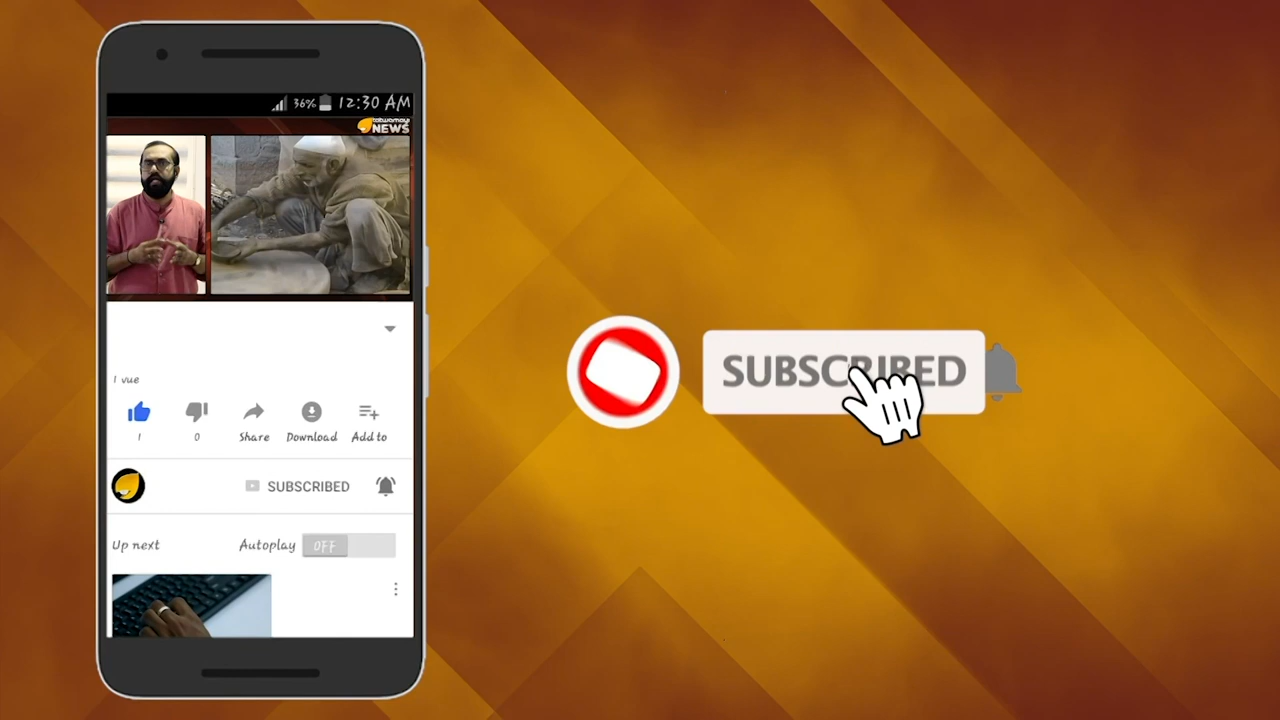 36% 12:30 AM
tatwamayi
NEWS
1 vue
1 0 Share Download Add to
SUBSCRIBED
Up next Autoplay OFF
SUBSCRIBED